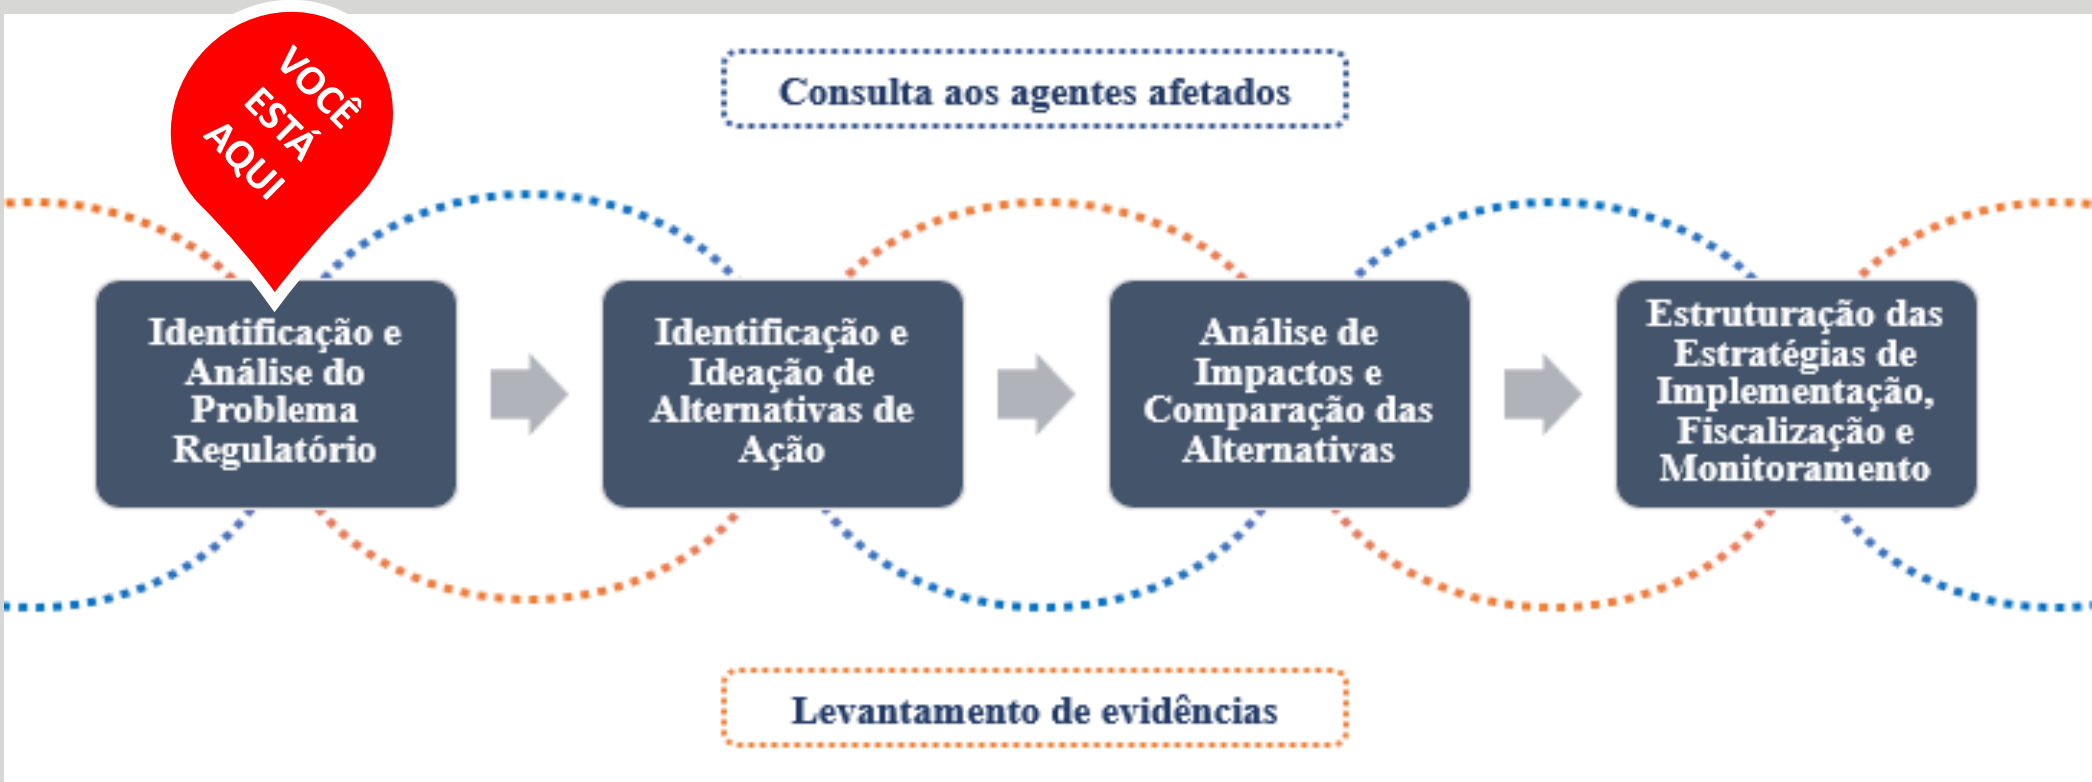 VOCÊ
ESTÁ
AQUI
Consulta aos agentes afetados
Identificação e
Análise do
Problema
Regulatório
Identificação e
Ideação de
Alternativas de
Ação
Análise de
Impactos e
Comparação das
Alternativas
Estruturação das
Estratégias de
Implementação,
Fiscalização e
Monitoramento
Levantamento de evidências